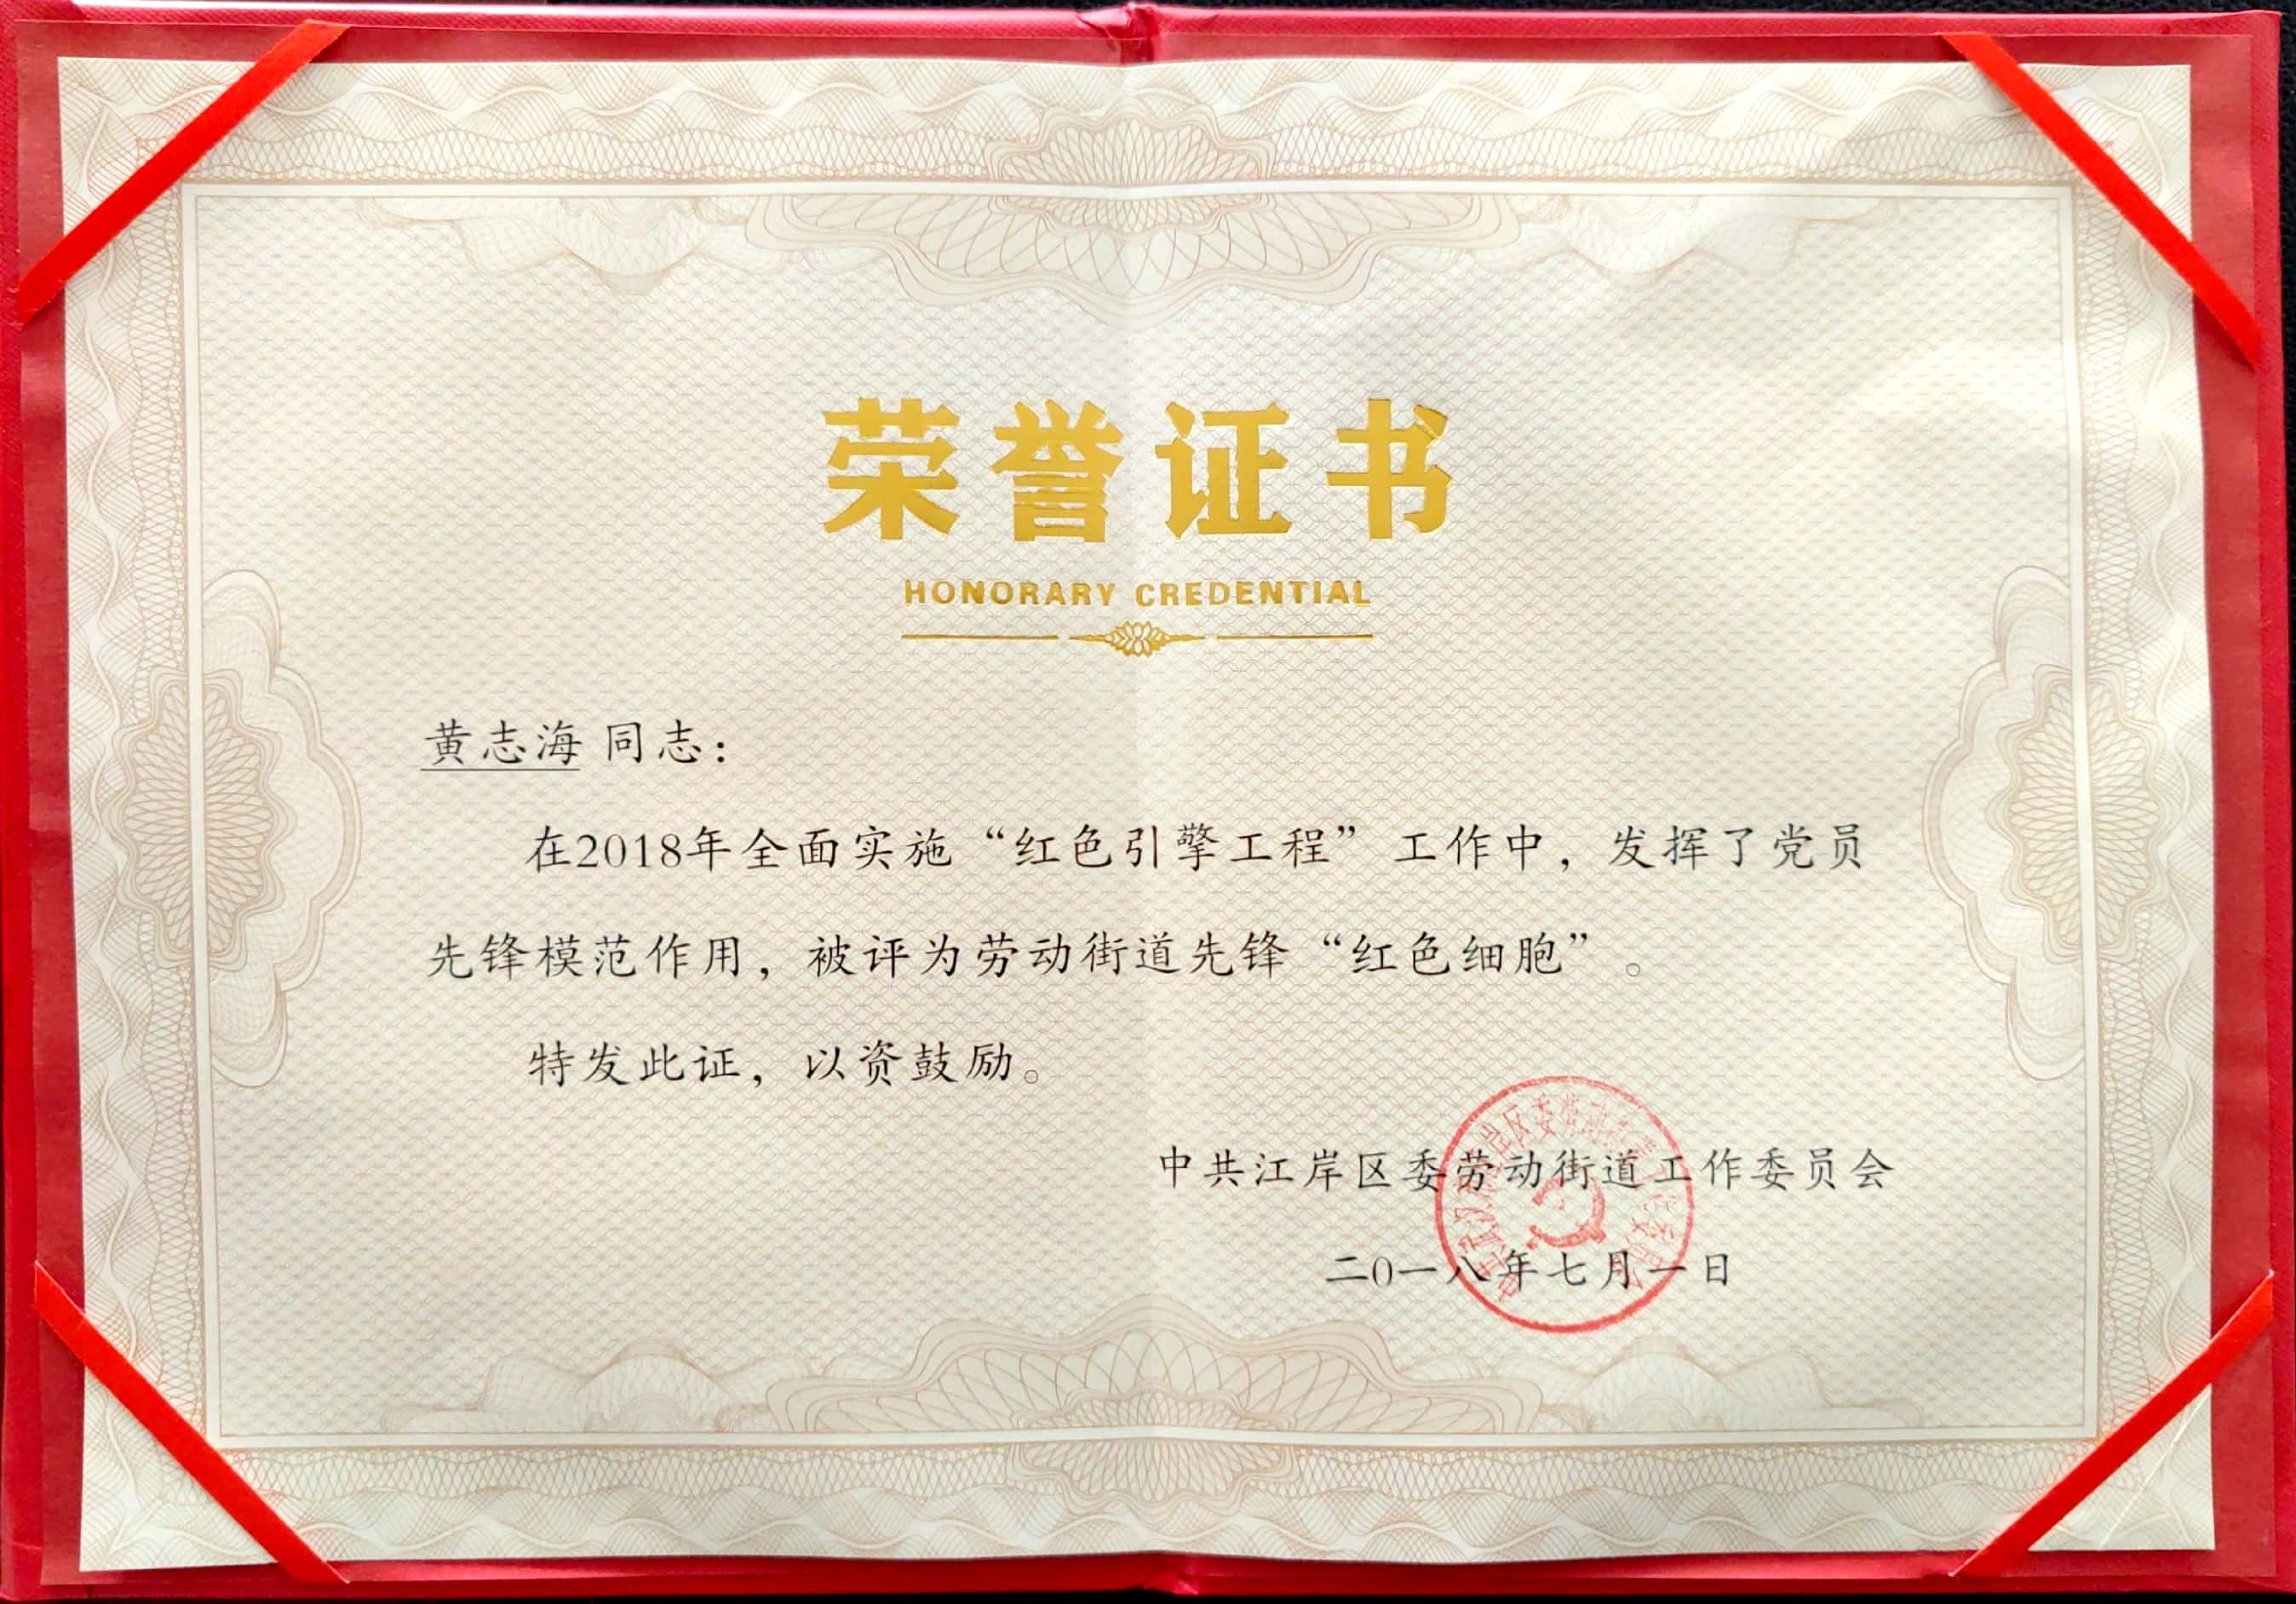 荣誉证书
HONORARY CREDENTIAL
黄志海 同志：
在2018年全面实施“红色引擎工程”工作中，发挥了党员
先锋模范作用，被评为劳动街道先锋“红色细胞”。
特发此证，以资鼓励。
中共江岸区委劳动街道工作委员会
二0一八年七月一日